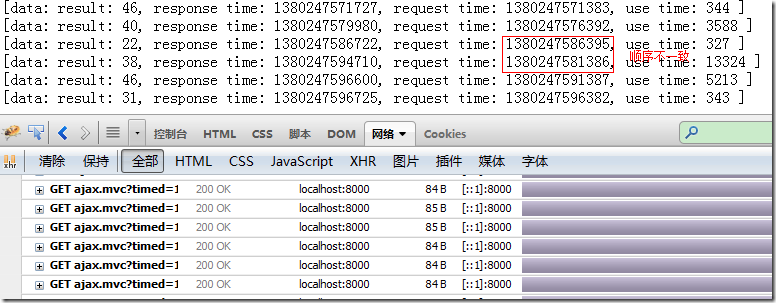 [data: result: 46, response time: 1380247571727, request time: 1380247571383, use time: 344 ]
[data: result: 40, response time: 1380247579980, request time: 1380247576392, use time: 3588 ]
[data: result: 22, response time: 1380247586722, request time: 1380247586395, use time: 327 ]
[data: result: 38, response time: 1380247594710, request time: 1380247581386, use time: 13324 ]
顺序不一致
[data: result: 46, response time: 1380247596600, request time: 1380247591387, use time: 5213 ]
[data: result: 31, response time: 1380247596725, request time: 1380247596382, use time: 343 ]
控制台 HTML CSS 脚本 DOM 网络 Cookies
xhr 清除 保持 全部 HTML CSS JavaScript XHR 图片 插件 媒体 字体
GET ajax.mvc?timed=1 200 OK localhost:8000 84 B [::1]:8000
GET ajax.mvc?timed=1 200 OK localhost:8000 85 B [::1]:8000
GET ajax.mvc?timed=1 200 OK localhost:8000 85 B [::1]:8000
GET ajax.mvc?timed=1 200 OK localhost:8000 84 B [::1]:8000
GET ajax.mvc?timed=1 200 OK localhost:8000 85 B [::1]:8000
GET ajax.mvc?timed=1 200 OK localhost:8000 84 B [::1]:8000